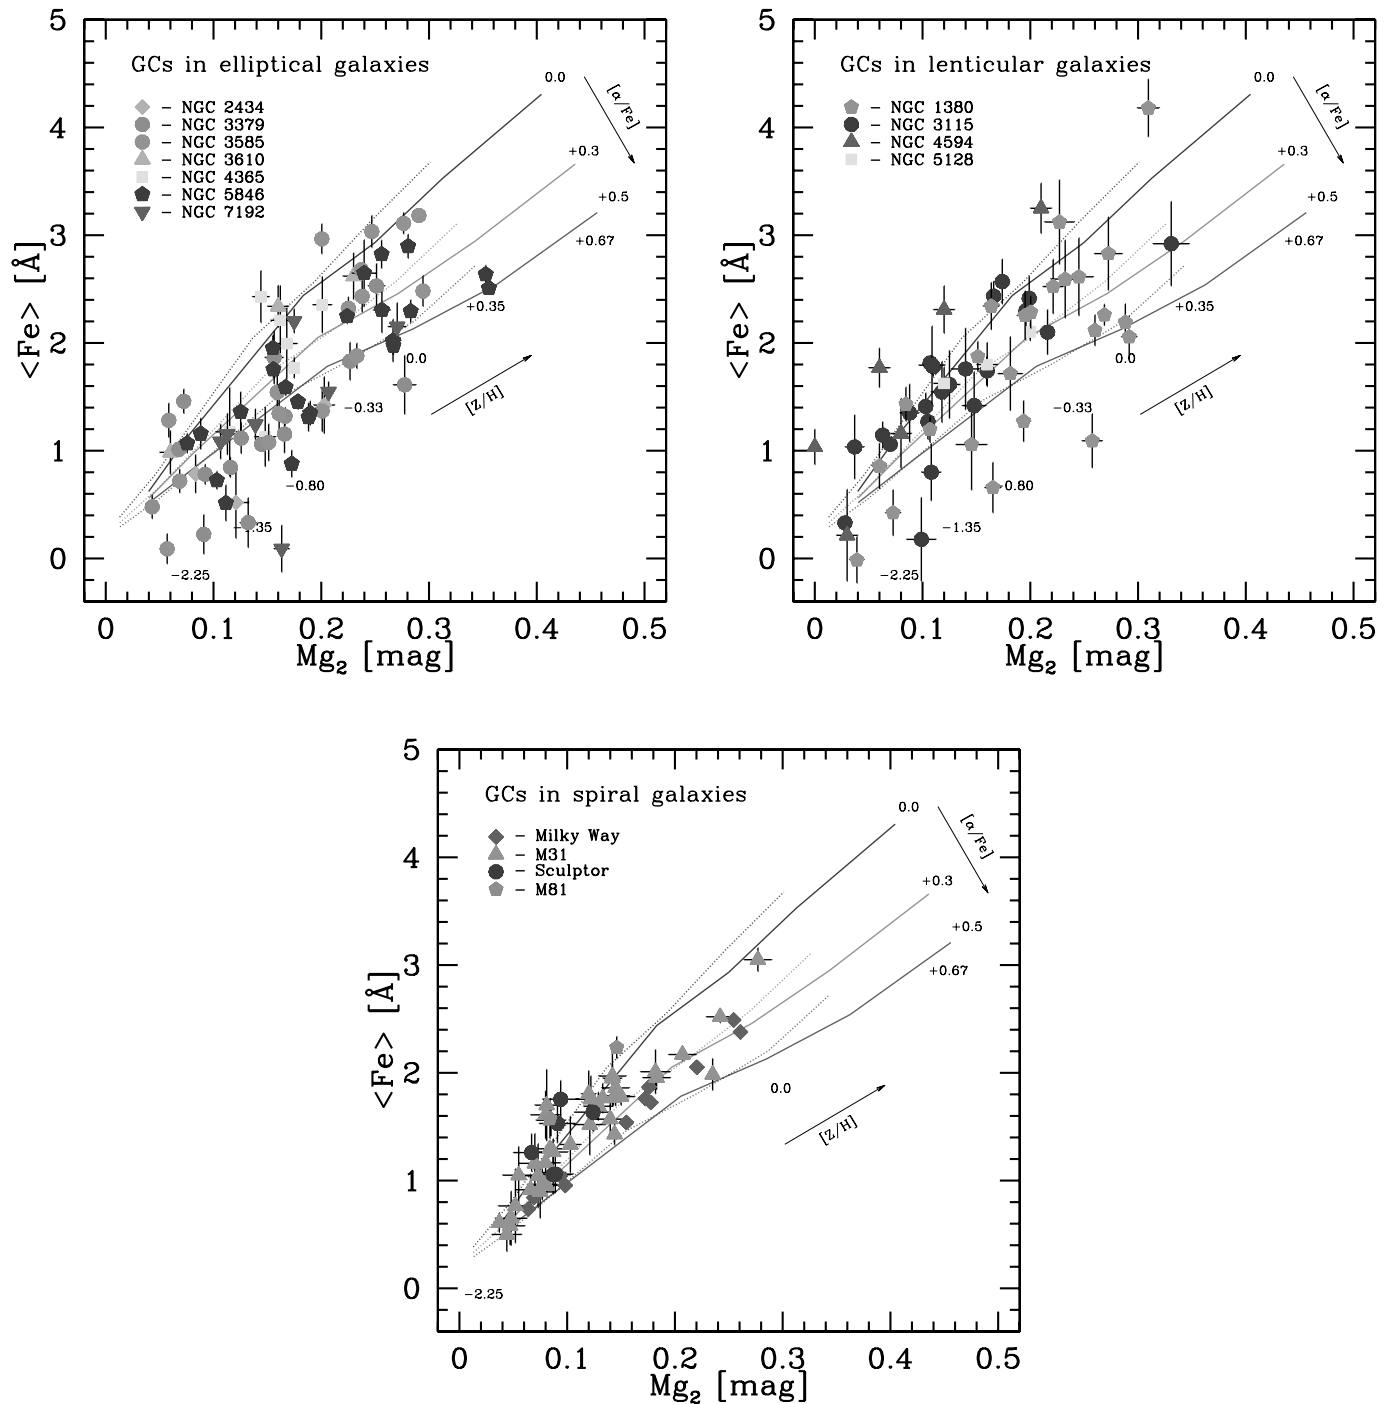 GCs in elliptical galaxies
– NGC 2434
– NGC 3379
– NGC 3585
– NGC 3610
– NGC 4365
– NGC 5846
– NGC 7192
0.0
[α/Fe]
+0.3
+0.5
+0.67
+0.35
0.0
[Z/H]
−0.33
−0.80
−2.25
5
4
3
2
1
0
<Fe> [Å]
0 0.1 0.2 0.3 0.4 0.5
Mg2 [mag]
GCs in lenticular galaxies
– NGC 1380
– NGC 3115
– NGC 4594
– NGC 5128
0.0
[α/Fe]
+0.3
+0.5
+0.67
+0.35
0.0
[Z/H]
−0.33
−0.80
−1.35
−2.25
5
4
3
2
1
0
<Fe> [Å]
0 0.1 0.2 0.3 0.4 0.5
Mg2 [mag]
GCs in spiral galaxies
– Milky Way
– M31
– Sculptor
– M81
0.0
[α/Fe]
+0.3
+0.5
+0.67
0.0
[Z/H]
−2.25
5
4
3
2
1
0
<Fe> [Å]
0 0.1 0.2 0.3 0.4 0.5
Mg2 [mag]